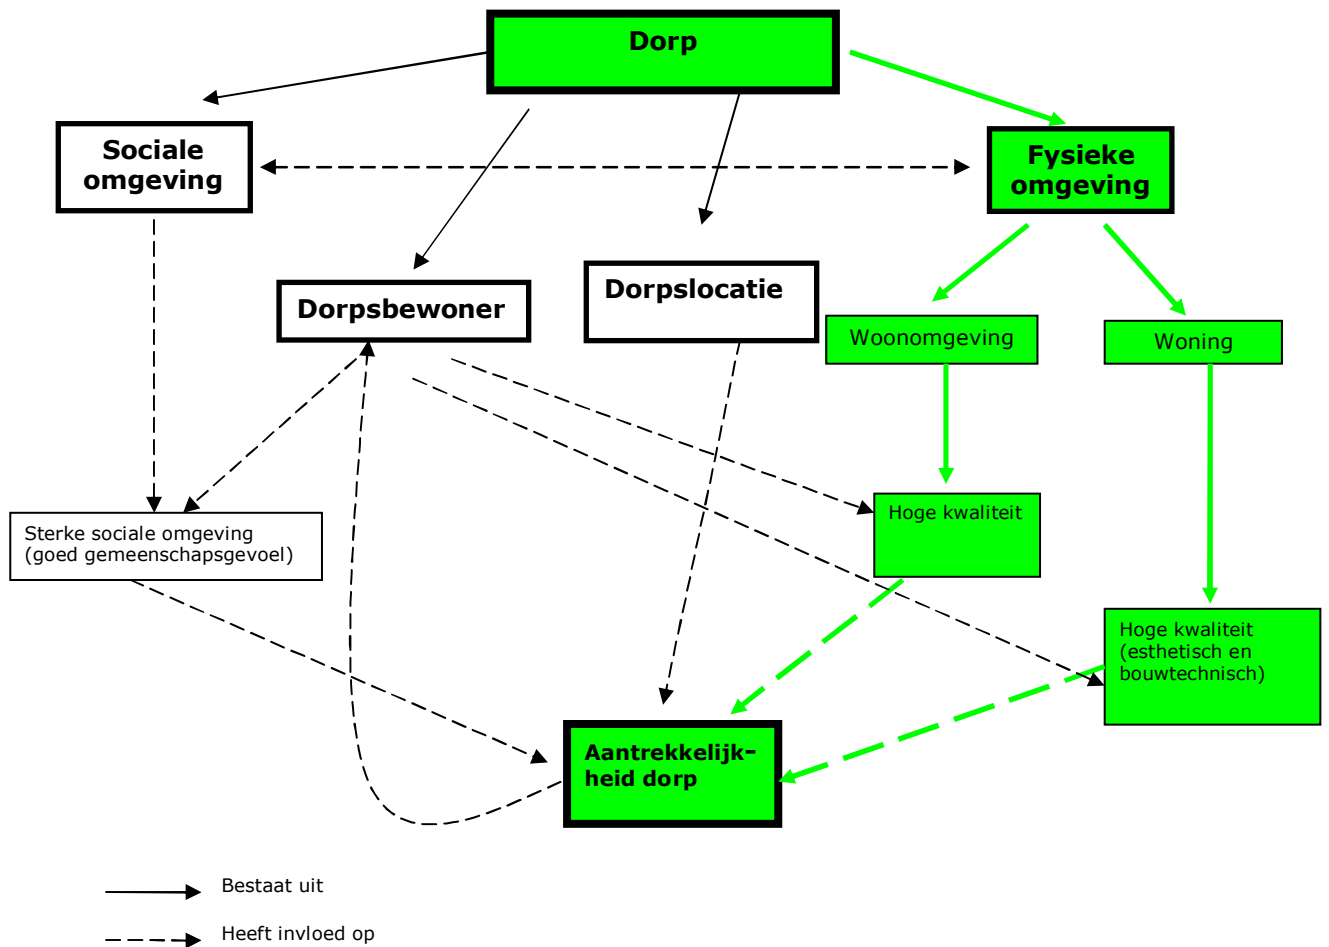 Dorp
Sociale
omgeving
Fysieke
omgeving
Dorpsbewoner
Dorpslocatie
Woonomgeving
Woning
Sterke sociale omgeving
(goed gemeenschapsgevoel)
Hoge kwaliteit
Hoge kwaliteit
(esthetisch en
bouwtechnisch)
Aantrekkelijk-
heid dorp
Bestaat uit
Heeft invloed op